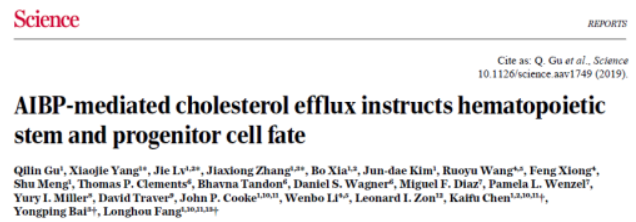 Science
REPORTS
Cite as: Q. Gu et al., Science
10.1126/science.aav1749 (2019).
AIBP-mediated cholesterol efflux instructs hematopoietic
stem and progenitor cell fate
Qilin Gu¹, Xiaojie Yang¹*, Jie Lv¹,²*, Jiaxiong Zhang¹,³*, Bo Xia¹,², Jun-dae Kim¹, Ruoyu Wang⁴,⁵, Feng Xiong⁴,
Shu Meng¹, Thomas P. Clements⁶, Bhavna Tandon⁶, Daniel S. Wagner⁶, Miguel F. Diaz⁷, Pamela L. Wenzel⁷,
Yury I. Miller⁸, David Traver⁹, John P. Cooke¹,¹⁰,¹¹, Wenbo Li⁴,⁵, Leonard I. Zon¹², Kaifu Chen¹,²,¹⁰,¹¹†,
Yongping Bai³†, Longhou Fang¹,¹⁰,¹¹,¹³†